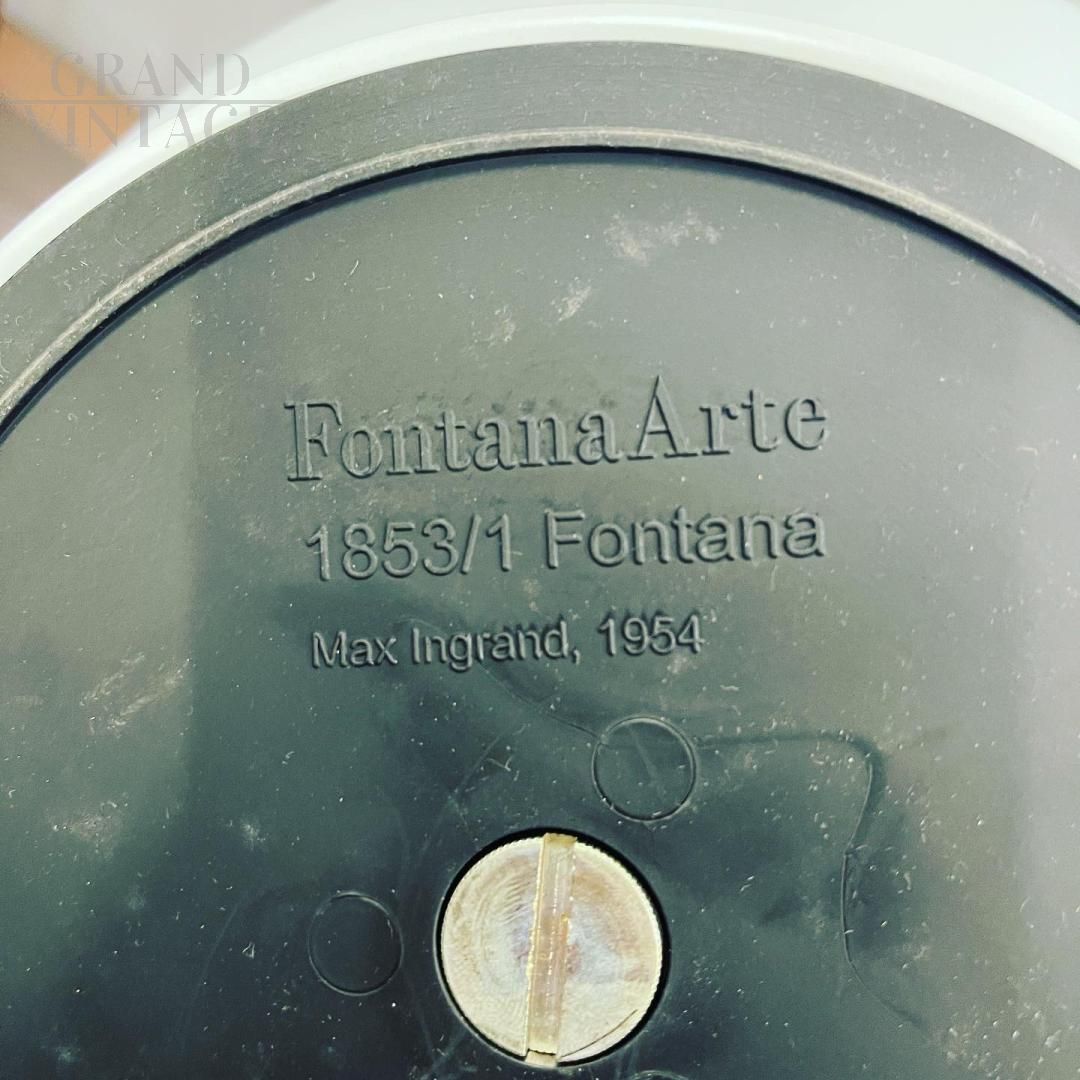 GRAND
VINTAGE
FontanaArte
1853/1 Fontana
Max Ingrand, 1954